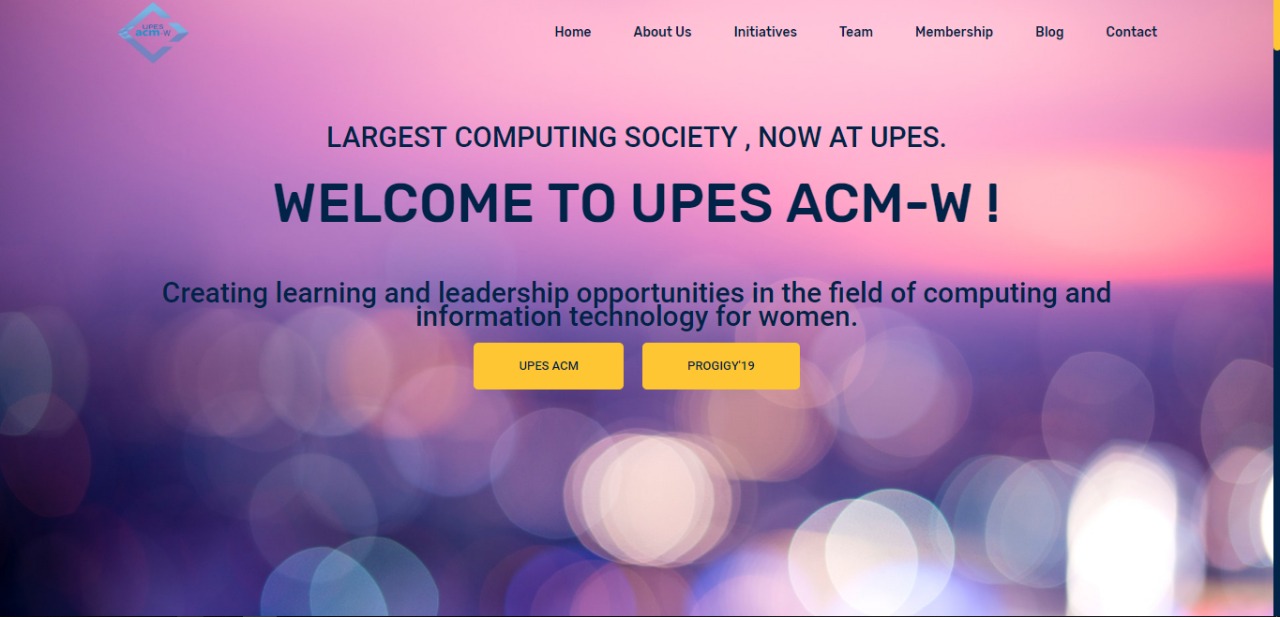 UPES
acm-W
Home About Us Initiatives Team Membership Blog Contact
LARGEST COMPUTING SOCIETY , NOW AT UPES.
WELCOME TO UPES ACM-W !
Creating learning and leadership opportunities in the field of computing and
information technology for women.
UPES ACM PROGIGY'19